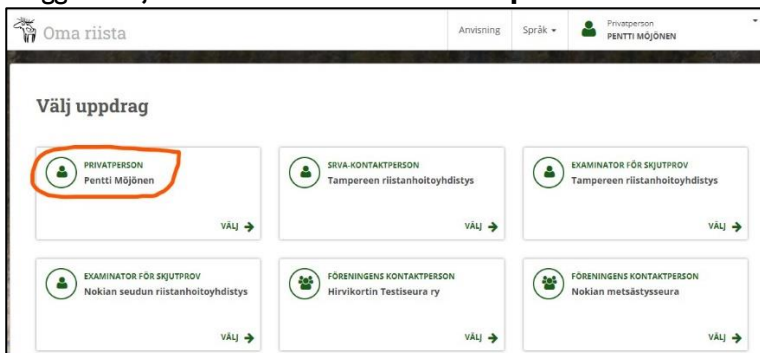 Oma riista
Anvisning
Språk
Privatperson
PENTTI MÖJÖNEN
Välj uppdrag
PRIVATPERSON
Pentti Möjönen
VÄLJ
SRVA-KONTAKTPERSON
Tampereen riistanhoitoyhdistys
VÄLJ
EXAMINATOR FÖR SKJUTPROV
Tampereen riistanhoitoyhdistys
VÄLJ
EXAMINATOR FÖR SKJUTPROV
Nokian seudun riistanhoitoyhdistys
VÄLJ
FÖRENINGENS KONTAKTPERSON
Hirvikortin Testiseura ry
VÄLJ
FÖRENINGENS KONTAKTPERSON
Nokian metsästysseura
VÄLJ